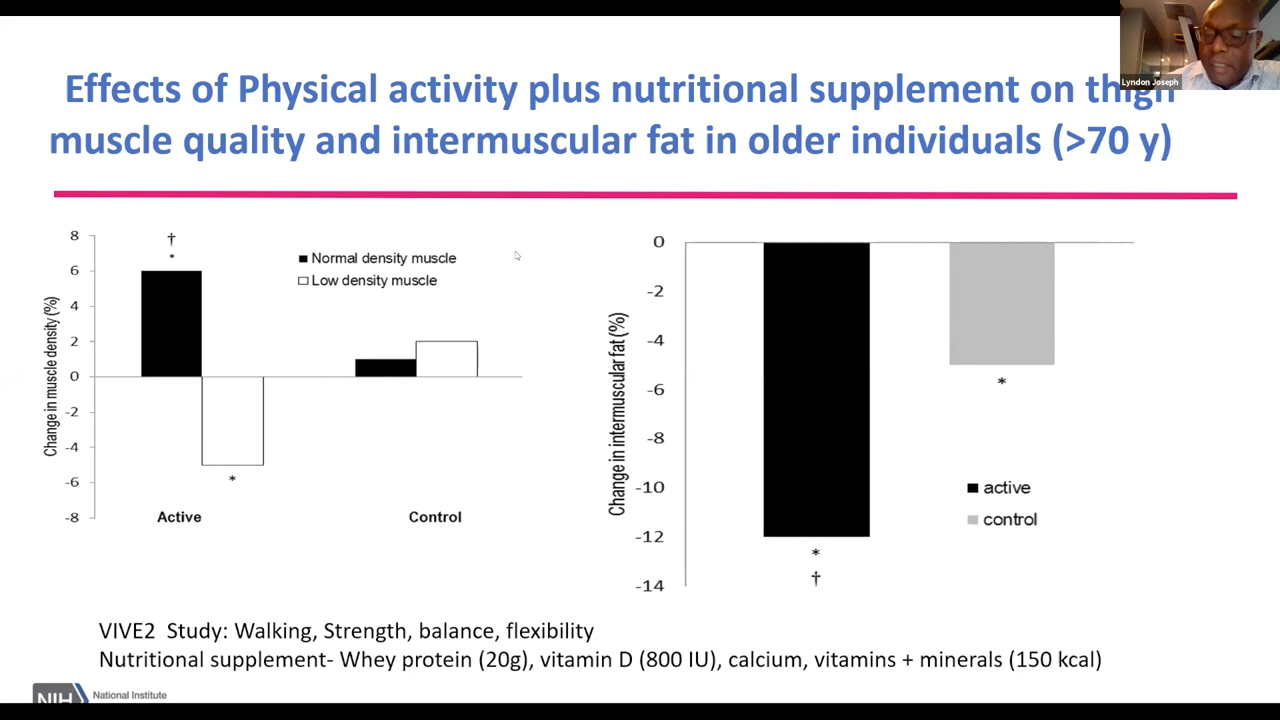 Lyndon Joseph
Effects of Physical activity plus nutritional supplement on thigh
muscle quality and intermuscular fat in older individuals (>70 y)
Change in muscle density (%)
8
6
4
2
0
-2
-4
-6
-8
†
*
*
Normal density muscle
Low density muscle
Active
Control
Change in intermuscular fat (%)
0
-2
-4
-6
-8
-10
-12
-14
*
†
*
active
control
VIVE2 Study: Walking, Strength, balance, flexibility
Nutritional supplement- Whey protein (20g), vitamin D (800 IU), calcium, vitamins + minerals (150 kcal)
NIH
National Institute